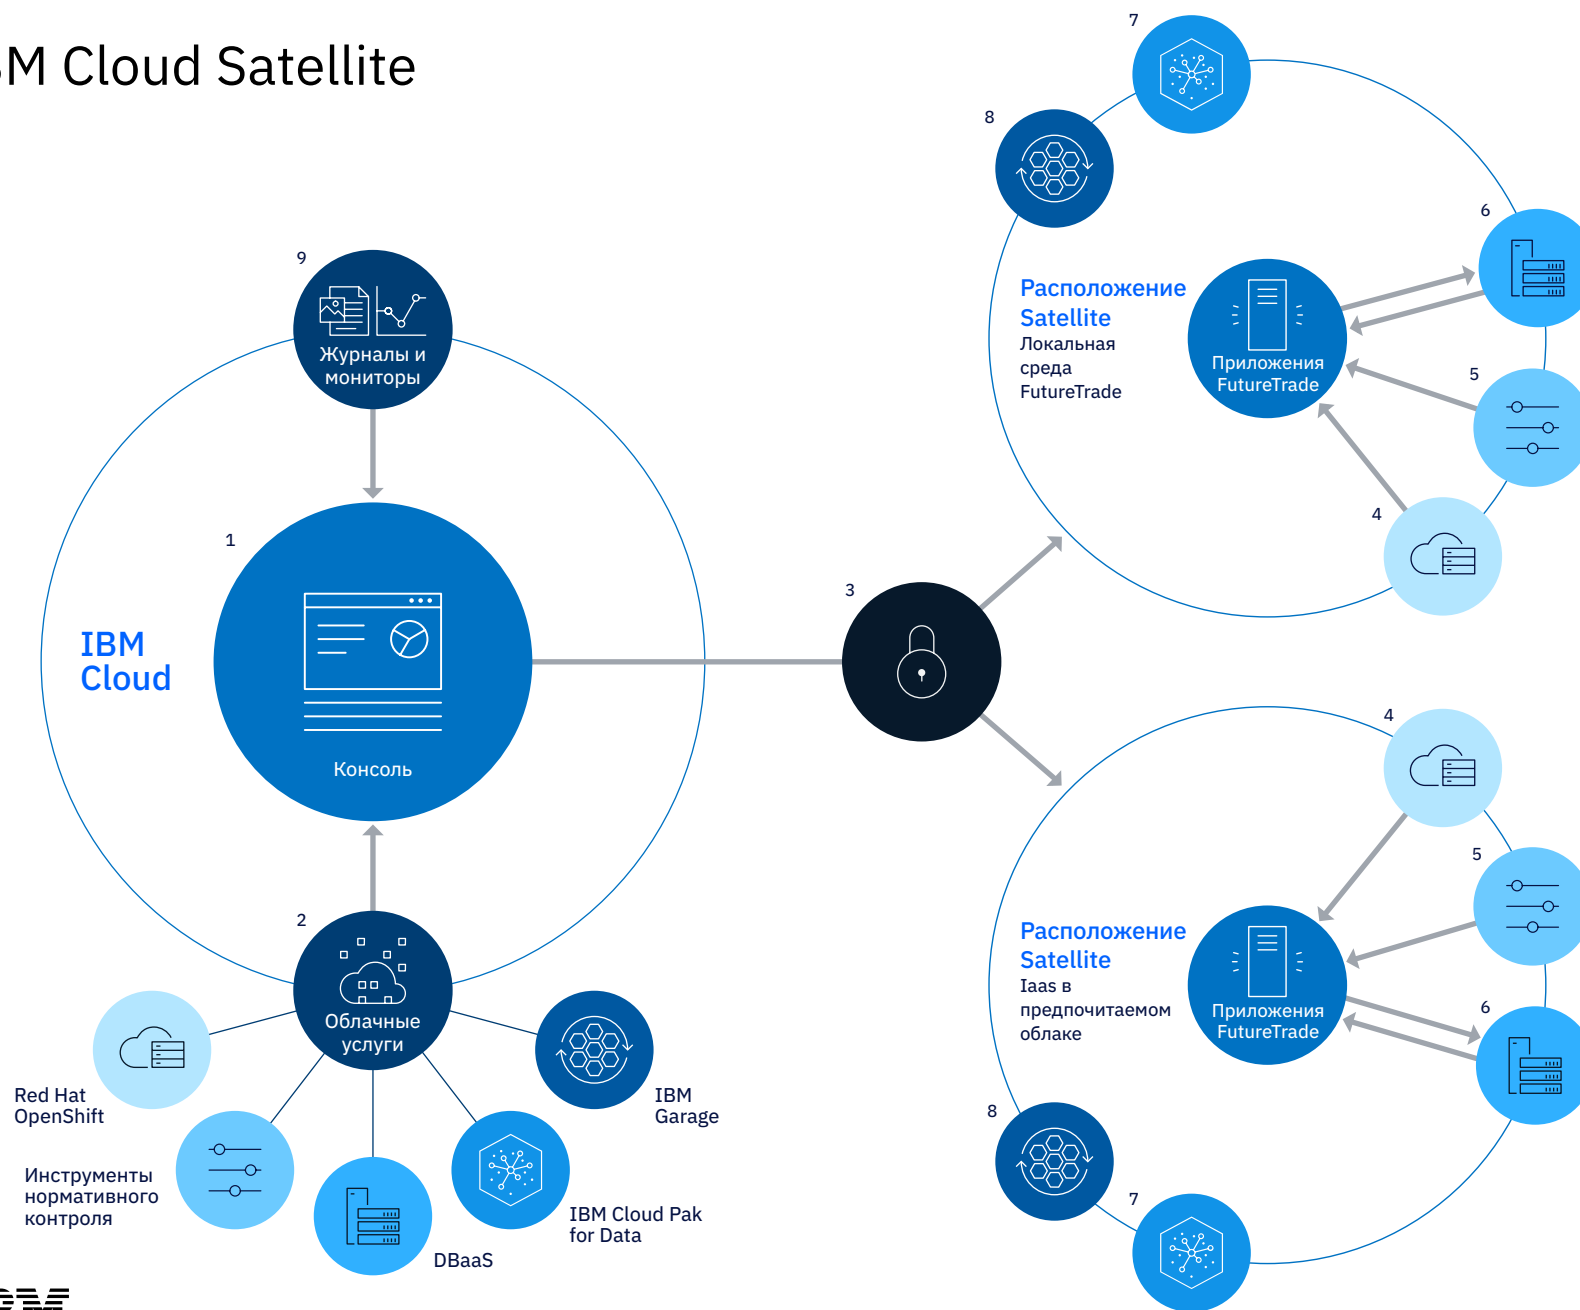 M Cloud Satellite
7
8
6
Расположение
Satellite
Локальная
среда
FutureTrade
Приложения
FutureTrade
5
4
9
Журналы и
мониторы
1
IBM
Cloud
Консоль
3
2
Облачные
услуги
Red Hat
OpenShift
Инструменты
нормативного
контроля
DBaaS
IBM Cloud Pak
for Data
IBM
Garage
4
5
Расположение
Satellite
Iaas в
предпочитаемом
облаке
Приложения
FutureTrade
6
8
7